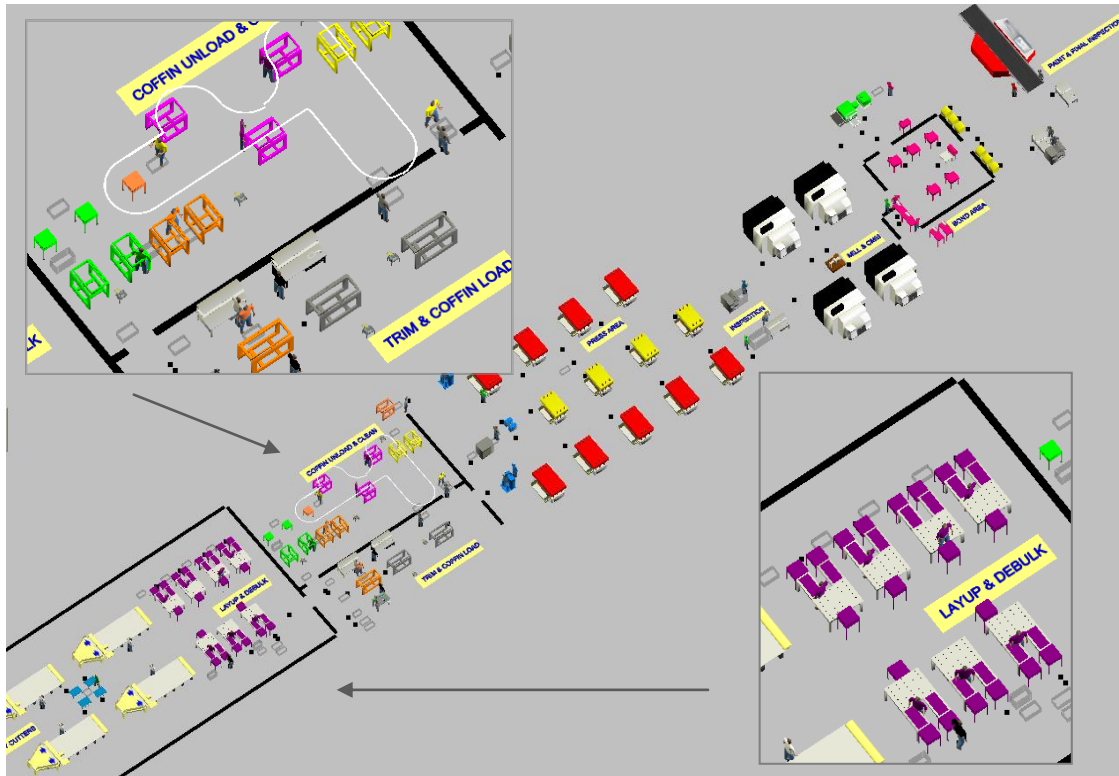 COFFIN UNLOAD &
TRIM & COFFIN LOAD
LK
PAINT & FINAL INSPECTION
BOND AREA
MILL & CMM
INSPECTION
PRESS AREA
COFFIN UNLOAD & CLEAN
TRIM & COFFIN LOAD
LAYUP & DEBULK
CUTTERS
LAYUP & DEBULK